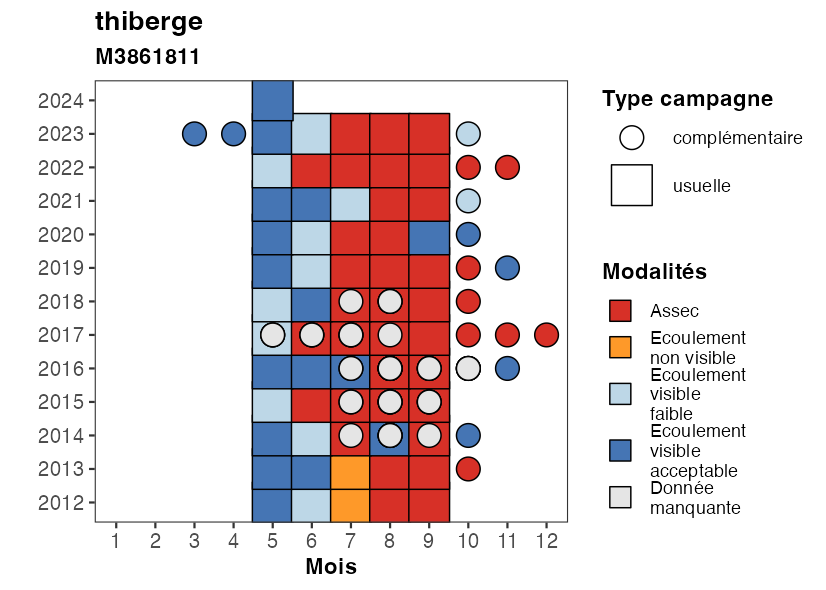 thiberge
M3861811
2024
2023
2022
2021
2020
2019
2018
2017
2016
2015
2014
2013
2012
1 2 3 4 5 6 7 8 9 10 11 12
Mois
Type campagne
complémentaire
usuelle
Modalités
Assec
Ecoulement
non visible
Ecoulement
visible
faible
Ecoulement
visible
acceptable
Donnée
manquante